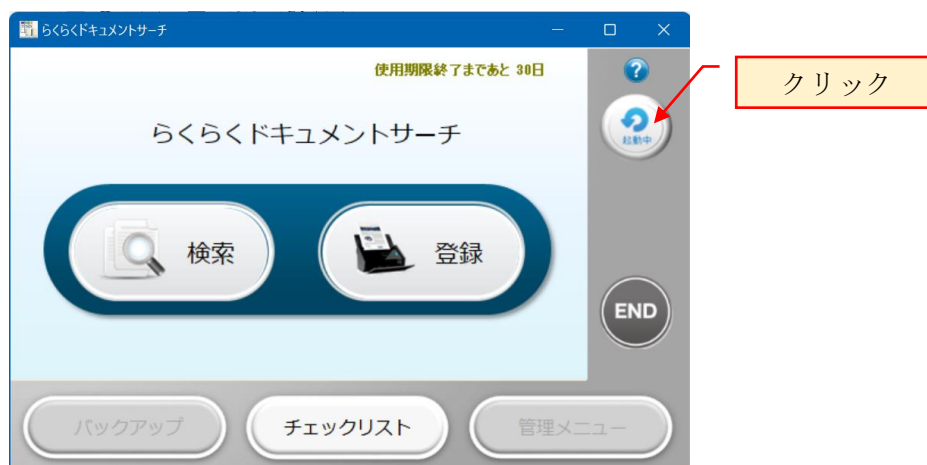 らくらくドキュメントサーチ
使用期限終了まであと 30日
?
クリック
起動中
らくらくドキュメントサーチ
検索
登録
END
バックアップ
チェックリスト
管理メニュー